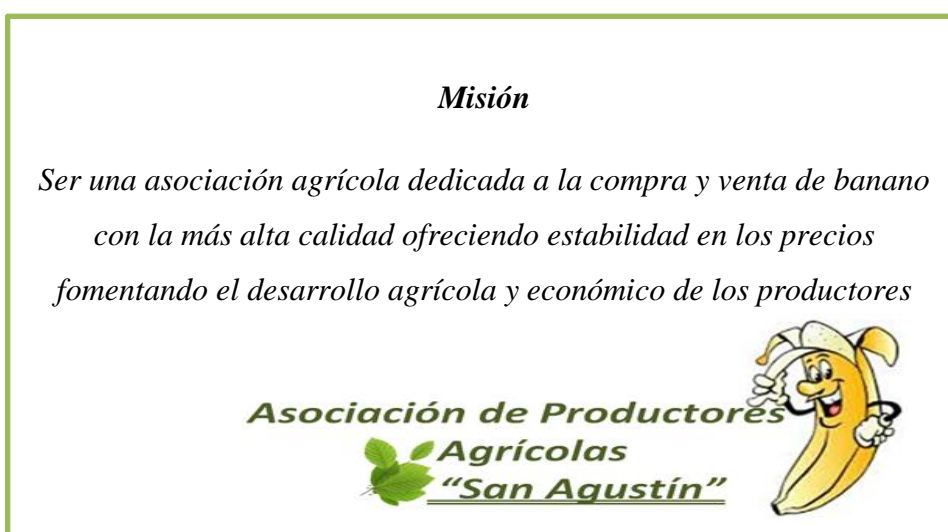 Misión
Ser una asociación agrícola dedicada a la compra y venta de banano
con la más alta calidad ofreciendo estabilidad en los precios
fomentando el desarrollo agrícola y económico de los productores
Asociación de Productores
Agrícolas
“San Agustín”